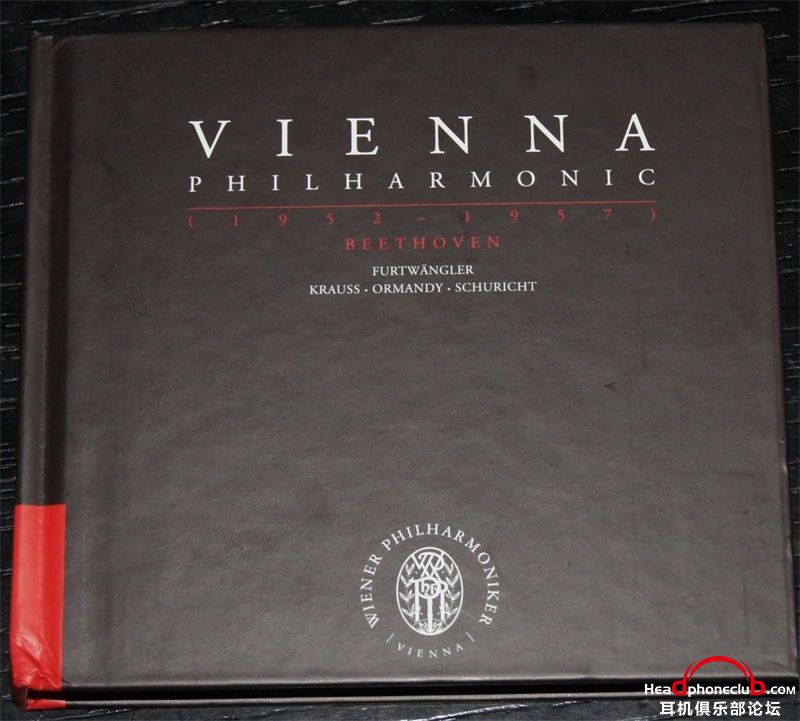 VIENNA
PHILHARMONIC
(1952-1957)
BEETHOVEN
FURTWÄNGLER
KRAUSS · ORMANDY · SCHURICHT
WIENER PHILHARMONIKER
VIENNA
Headphoneclub.com
耳机俱乐部论坛